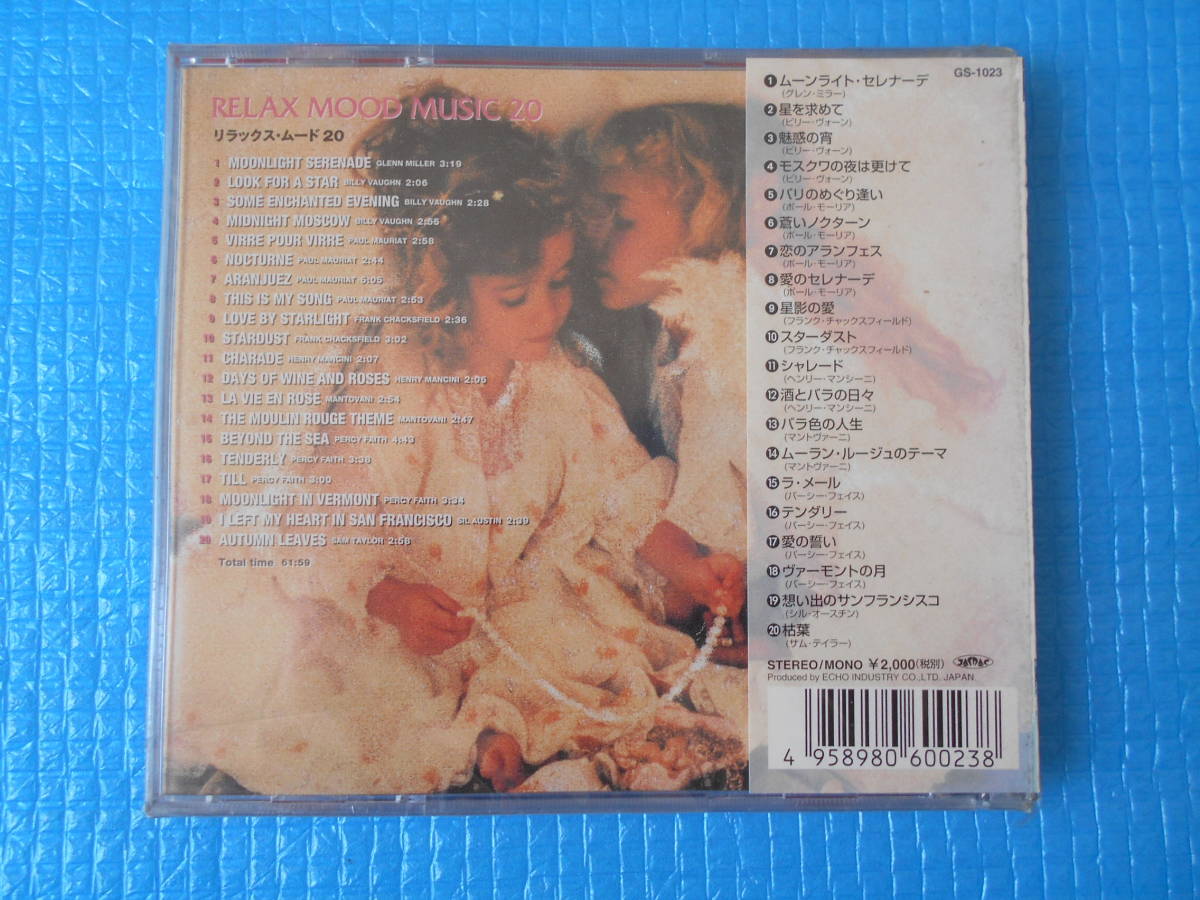 RELAX MOOD MUSIC 20
リラックス・ムード 20
1 MOONLIGHT SERENADE GLENN MILLER 3:19
2 LOOK FOR A STAR BILLY VAUGHN 2:06
3 SOME ENCHANTED EVENING BILLY VAUGHN 2:28
4 MIDNIGHT MOSCOW BILLY VAUGHN 2:55
5 VIRRE POUR VIRRE PAUL MAURIAT 2:58
6 NOCTURNE PAUL MAURIAT 2:44
7 ARANJUEZ PAUL MAURIAT 5:05
8 THIS IS MY SONG PAUL MAURIAT 2:53
9 LOVE BY STARLIGHT FRANK CHACKSFIELD 2:36
10 STARDUST FRANK CHACKSFIELD 3:02
11 CHARADE HENRY MANCINI 2:07
12 DAYS OF WINE AND ROSES HENRY MANCINI 2:05
13 LA VIE EN ROSE MANTOVANI 2:54
14 THE MOULIN ROUGE THEME MANTOVANI 2:47
15 BEYOND THE SEA PERCY FAITH 4:43
16 TENDERLY PERCY FAITH 3:38
17 TILL PERCY FAITH 3:00
18 MOONLIGHT IN VERMONT PERCY FAITH 3:34
19 I LEFT MY HEART IN SAN FRANCISCO SIL AUSTIN 2:39
20 AUTUMN LEAVES SAM TAYLOR 2:58
Total time 61:59
GS-1023
1 ムーンライト・セレナーデ
(グレン・ミラー)
2 星を求めて
(ビリー・ヴォーン)
3 魅惑の宵
(ビリー・ヴォーン)
4 モスクワの夜は更けて
(ビリー・ヴォーン)
5 パリのめぐり逢い
(ポール・モーリア)
6 蒼いノクターン
(ポール・モーリア)
7 恋のアランフェス
(ポール・モーリア)
8 愛のセレナーデ
(ポール・モーリア)
9 星影の愛
(フランク・チャックスフィールド)
10 スターダスト
(フランク・チャックスフィールド)
11 シャレード
(ヘンリー・マンシーニ)
12 酒とバラの日々
(ヘンリー・マンシーニ)
13 バラ色の人生
(マントヴァーニ)
14 ムーラン・ルージュのテーマ
(マントヴァーニ)
15 ラ・メール
(パーシー・フェイス)
16 テンダリー
(パーシー・フェイス)
17 愛の誓い
(パーシー・フェイス)
18 ヴァーモントの月
(パーシー・フェイス)
19 想い出のサンフランシスコ
(シル・オースチン)
20 枯葉
(サム・テイラー)
STEREO/MONO ￥2,000(税別) JASRAC
Produced by ECHO INDUSTRY CO.,LTD. JAPAN
4 958980 600238